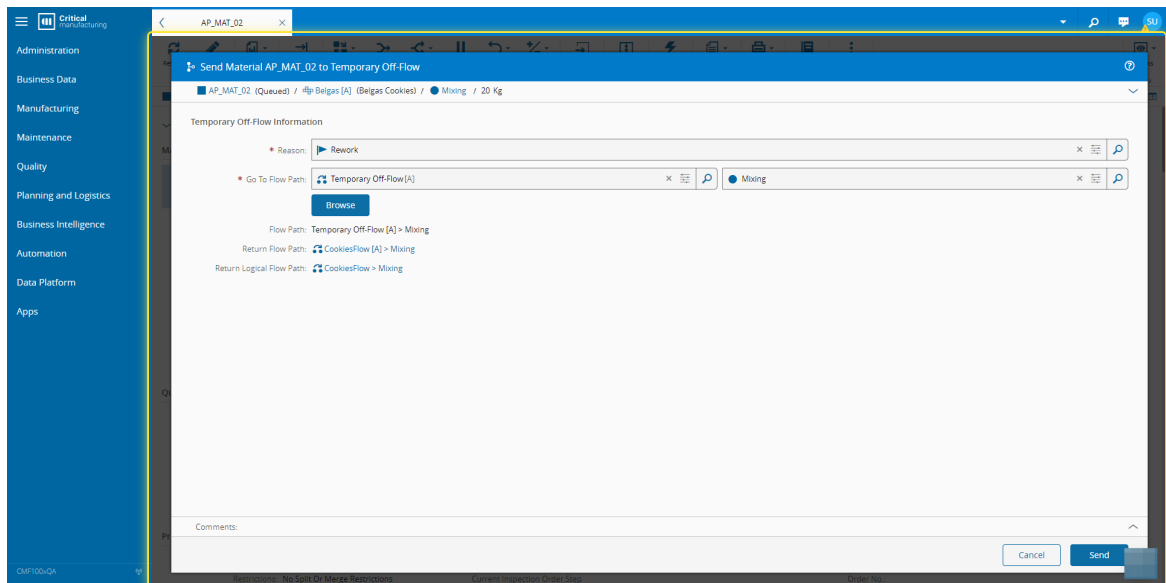 Critical
manufacturing
AP_MAT_02
SU
Administration
Business Data
Manufacturing
Maintenance
Quality
Planning and Logistics
Business Intelligence
Automation
Data Platform
Apps
CMF100xQA
Send Material AP_MAT_02 to Temporary Off-Flow
AP_MAT_02 (Queued) / Belgas [A] (Belgas Cookies) / Mixing / 20 Kg
Temporary Off-Flow Information
* Reason: Rework
* Go To Flow Path: Temporary Off-Flow [A] Mixing
Browse
Flow Path: Temporary Off-Flow [A] > Mixing
Return Flow Path: CookiesFlow [A] > Mixing
Return Logical Flow Path: CookiesFlow > Mixing
Comments:
Cancel Send
Restrictions: No Split Or Merge Restrictions Current Inspection Order Step Order No.: